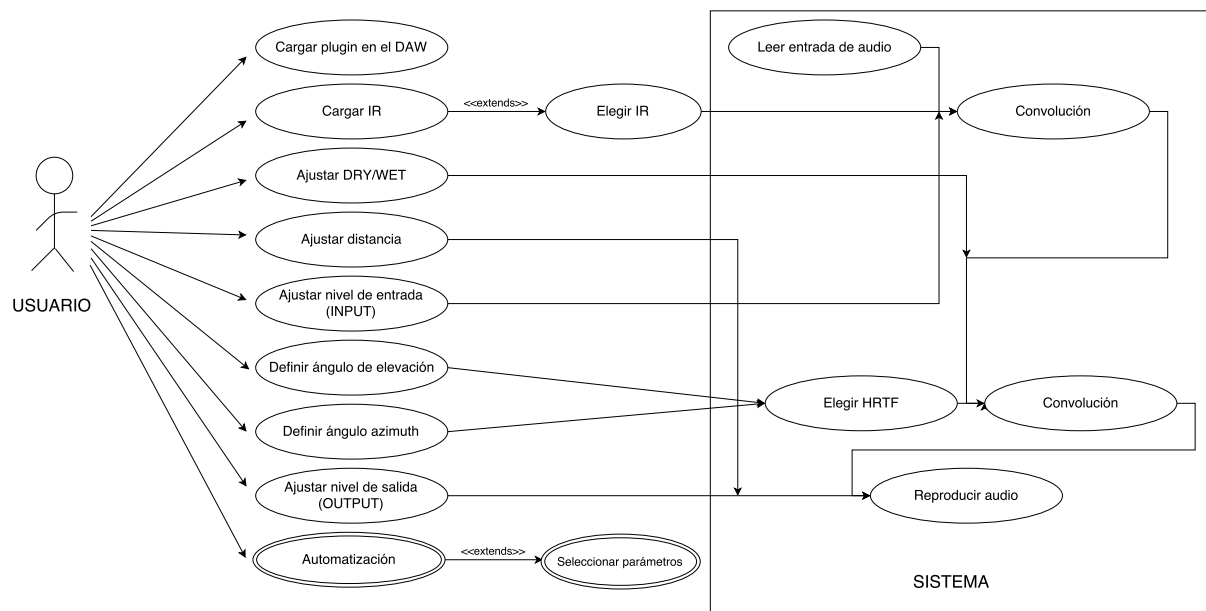 Cargar plugin en el DAW
Leer entrada de audio
Cargar IR
<<extends>>
Elegir IR
Convolución
Ajustar DRY/WET
Ajustar distancia
USUARIO
Ajustar nivel de entrada
(INPUT)
Definir ángulo de elevación
Elegir HRTF
Convolución
Definir ángulo azimuth
Ajustar nivel de salida
(OUTPUT)
Reproducir audio
Automatización
<<extends>>
Seleccionar parámetros
SISTEMA